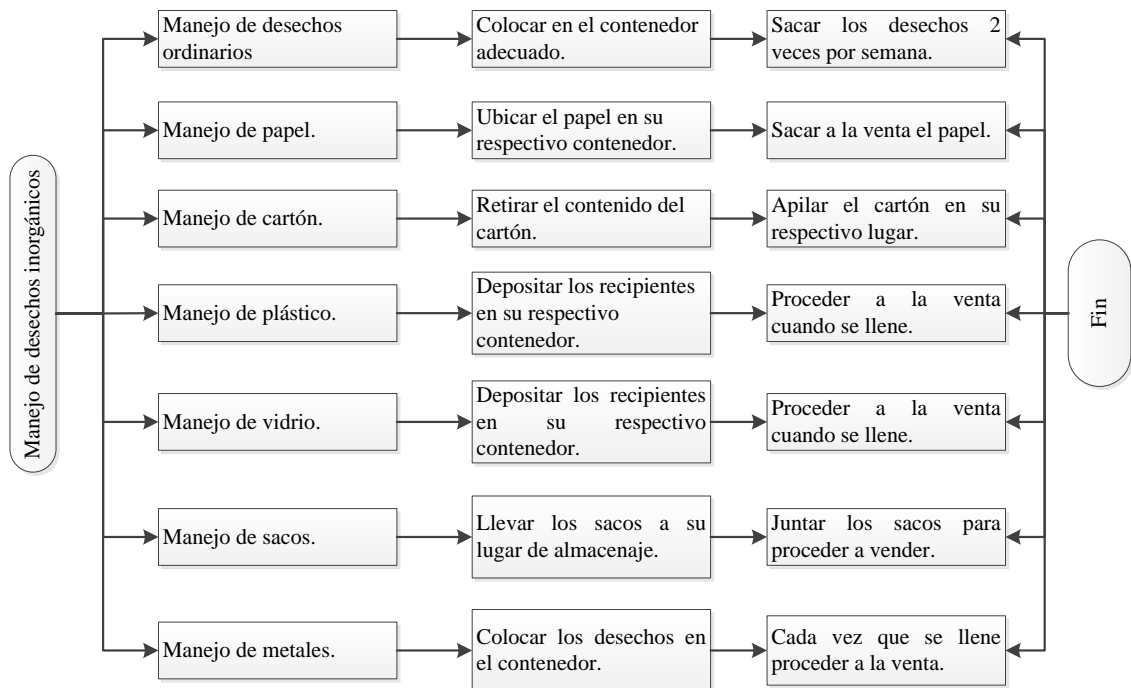 Manejo de desechos inorgánicos
Manejo de desechos
ordinarios
Colocar en el contenedor
adecuado.
Sacar los desechos 2
veces por semana.
Manejo de papel.
Ubicar el papel en su
respectivo contenedor.
Sacar a la venta el papel.
Manejo de cartón.
Retirar el contenido del
cartón.
Apilar el cartón en su
respectivo lugar.
Manejo de plástico.
Depositar los recipientes
en su respectivo
contenedor.
Proceder a la venta
cuando se llene.
Manejo de vidrio.
Depositar los recipientes
en su respectivo
contenedor.
Proceder a la venta
cuando se llene.
Manejo de sacos.
Llevar los sacos a su
lugar de almacenaje.
Juntar los sacos para
proceder a vender.
Manejo de metales.
Colocar los desechos en
el contenedor.
Cada vez que se llene
proceder a la venta.
Fin